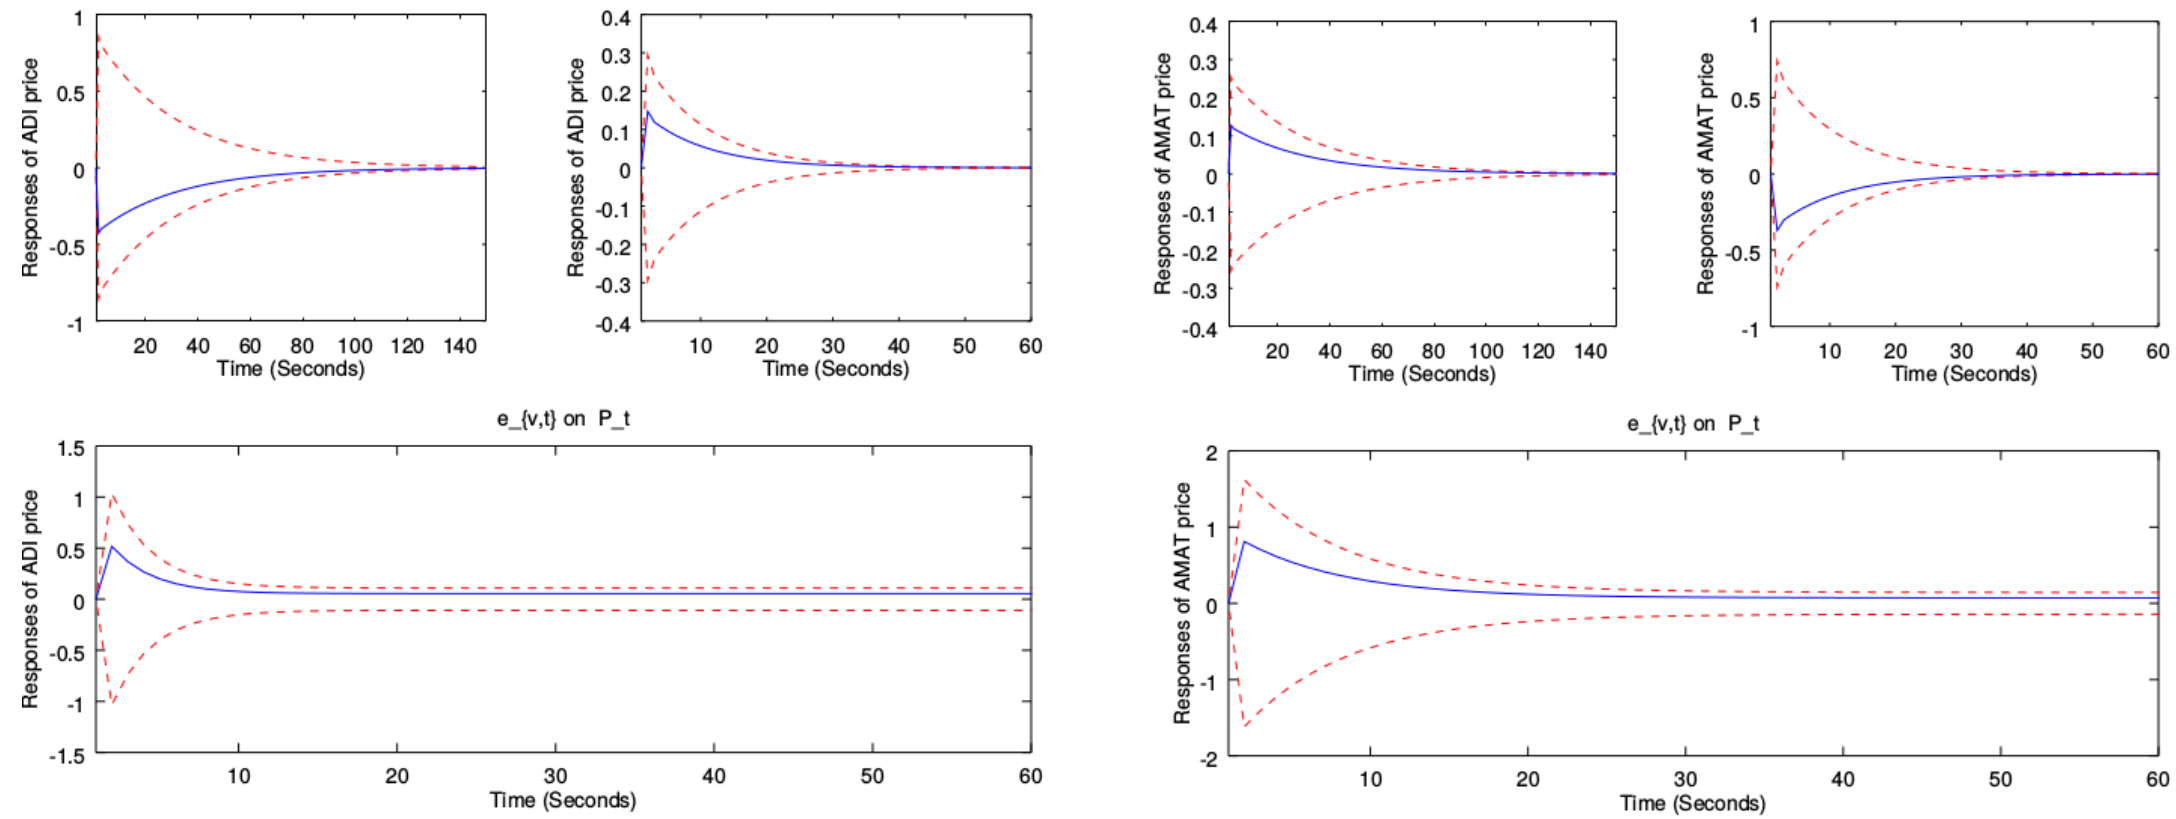 1
0.5
0
-0.5
-1
Responses of ADI price
20 40 60 80 100 120 140
Time (Seconds)
0.4
0.3
0.2
0.1
0
-0.1
-0.2
-0.3
-0.4
Responses of ADI price
10 20 30 40 50 60
Time (Seconds)
0.4
0.3
0.2
0.1
0
-0.1
-0.2
-0.3
-0.4
Responses of AMAT price
20 40 60 80 100 120 140
Time (Seconds)
1
0.5
0
-0.5
-1
Responses of AMAT price
10 20 30 40 50 60
Time (Seconds)
e_{v,t} on P_t
1.5
1
0.5
0
-0.5
-1
-1.5
Responses of ADI price
10 20 30 40 50 60
Time (Seconds)
e_{v,t} on P_t
2
1
0
-1
-2
Responses of AMAT price
10 20 30 40 50 60
Time (Seconds)